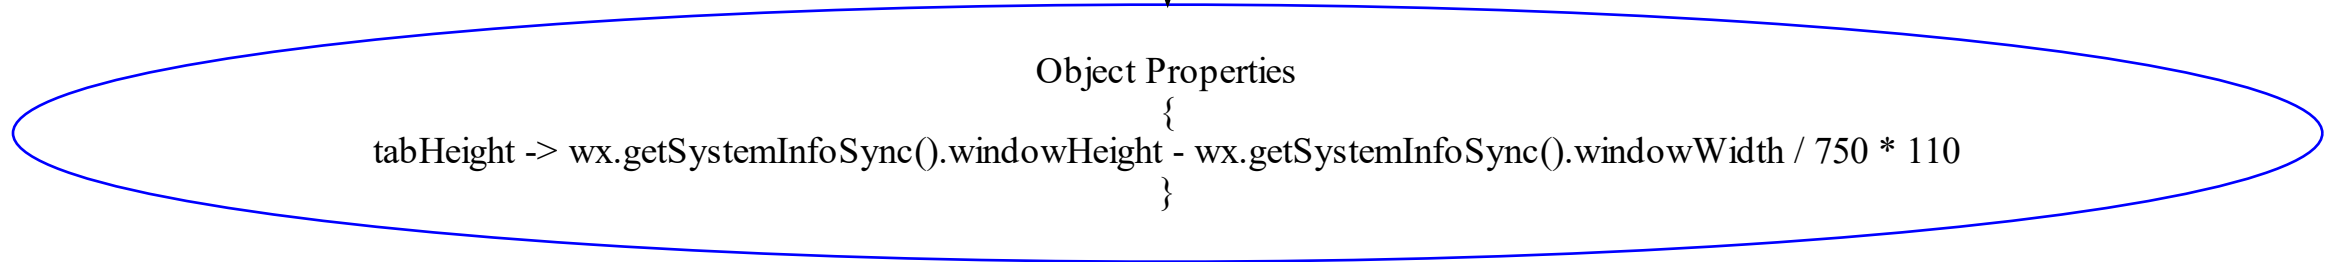 Object Properties
{
tabHeight -> wx.getSystemInfoSync().windowHeight - wx.getSystemInfoSync().windowWidth / 750 * 110
}